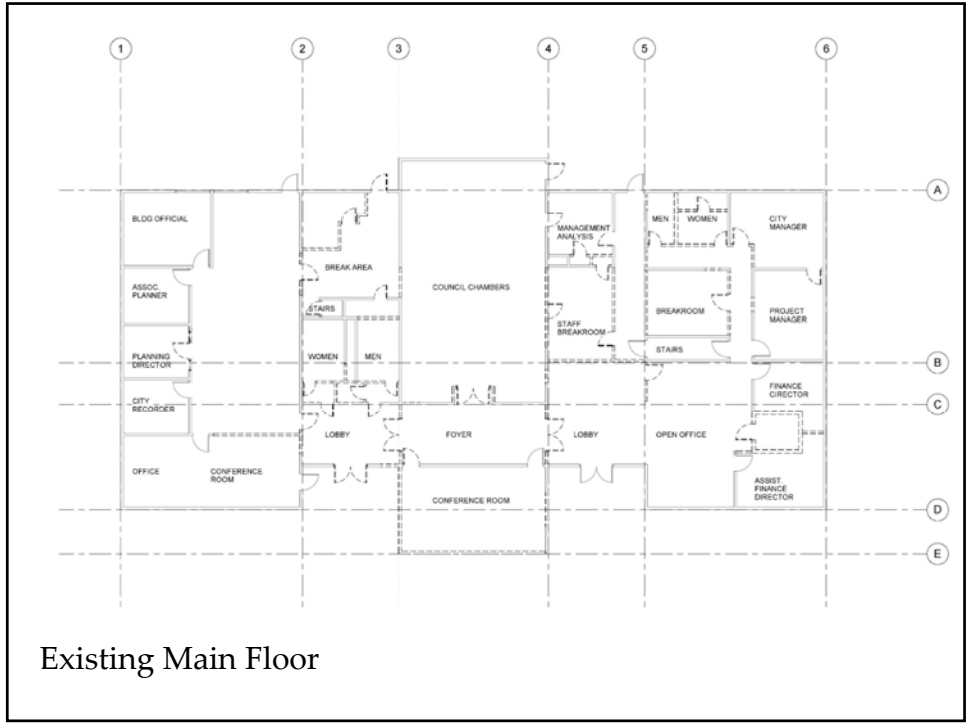 1 2 3 4 5 6
A
BLDG OFFICIAL
MEN
WOMEN
CITY
MANAGER
MANAGEMENT
ANALYSIS
BREAK AREA
ASSOC.
PLANNER
COUNCIL CHAMBERS
STAIRS
BREAKROOM
PROJECT
MANAGER
STAFF
BREAKROOM
PLANNING
DIRECTOR
WOMEN
MEN
STAIRS
B
FINANCE
CIRECTOR
CITY
RECORDER
C
LOBBY
FOYER
LOBBY
OPEN OFFICE
OFFICE
CONFERENCE
ROOM
CONFERENCE ROOM
ASSIST.
FINANCE
DIRECTOR
D
E
Existing Main Floor